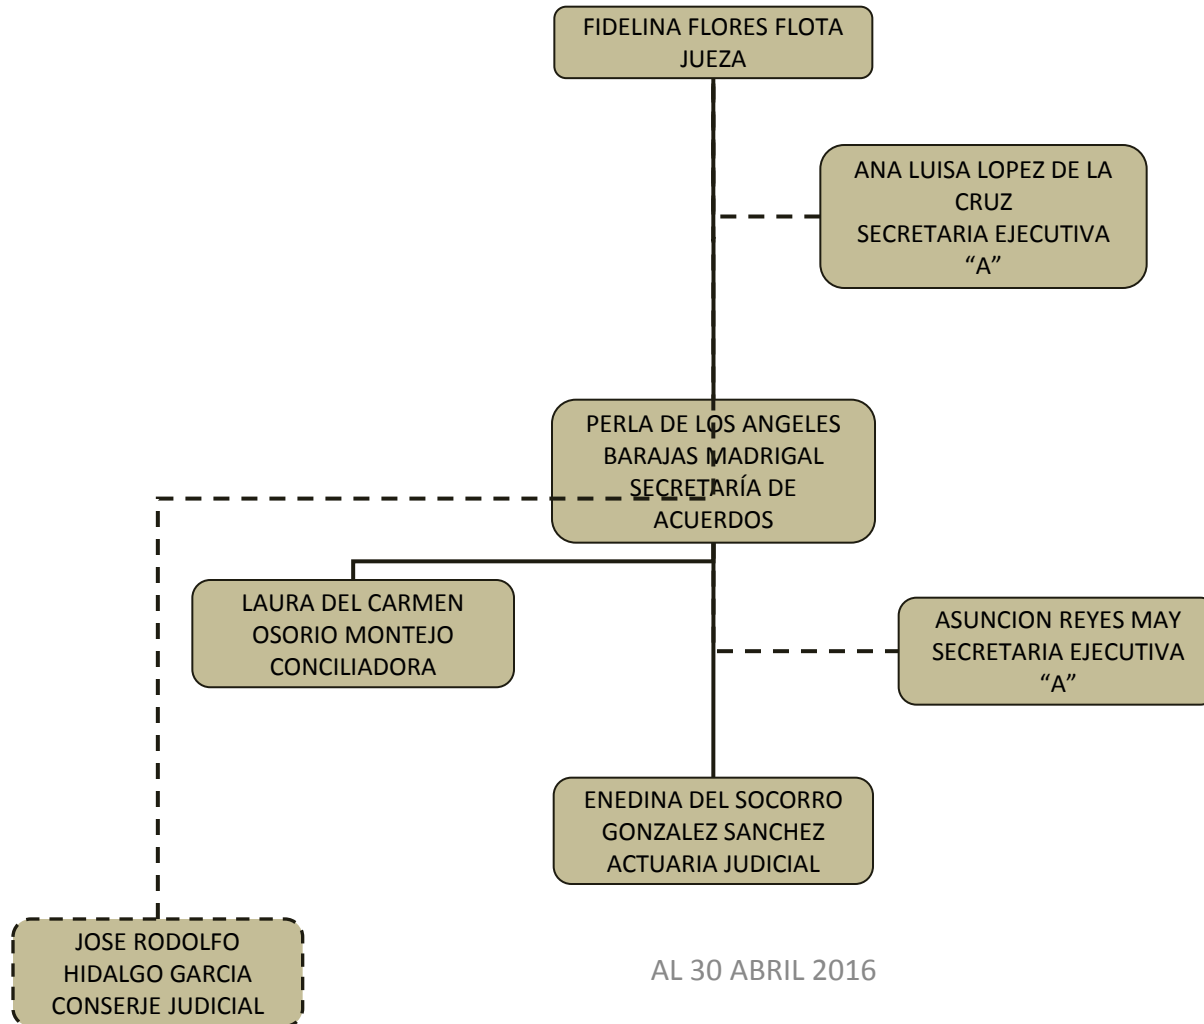 FIDELINA FLORES FLOTA
JUEZA
ANA LUISA LOPEZ DE LA
CRUZ
SECRETARIA EJECUTIVA
“A”
PERLA DE LOS ANGELES
BARAJAS MADRIGAL
SECRETARÍA DE
ACUERDOS
LAURA DEL CARMEN
OSORIO MONTEJO
CONCILIADORA
ASUNCION REYES MAY
SECRETARIA EJECUTIVA
“A”
ENEDINA DEL SOCORRO
GONZALEZ SANCHEZ
ACTUARIA JUDICIAL
JOSE RODOLFO
HIDALGO GARCIA
CONSERJE JUDICIAL
AL 30 ABRIL 2016